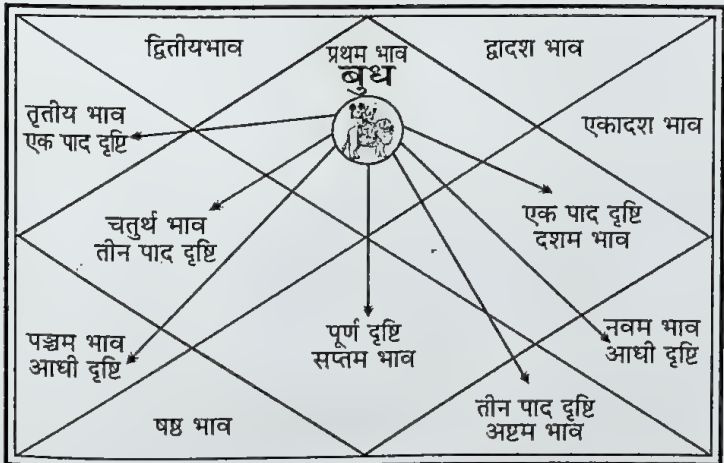 द्वितीयभाव
प्रथम भाव
बुध
द्वादश भाव
तृतीय भाव
एक पाद दृष्टि
एकादश भाव
चतुर्थ भाव
तीन पाद दृष्टि
एक पाद दृष्टि
दशम भाव
पञ्चम भाव
आधी दृष्टि
पूर्ण दृष्टि
सप्तम भाव
नवम भाव
आधी दृष्टि
षष्ठ भाव
तीन पाद दृष्टि
अष्टम भाव